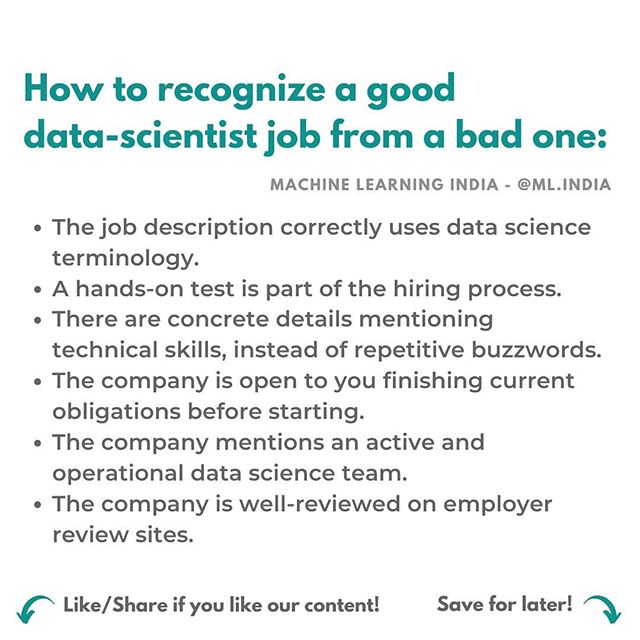 How to recognize a good
data-scientist job from a bad one:
MACHINE LEARNING INDIA - @ML.INDIA
• The job description correctly uses data science
terminology.
• A hands-on test is part of the hiring process.
• There are concrete details mentioning
technical skills, instead of repetitive buzzwords.
• The company is open to you finishing current
obligations before starting.
• The company mentions an active and
operational data science team.
• The company is well-reviewed on employer
review sites.
Like/Share if you like our content!
Save for later!